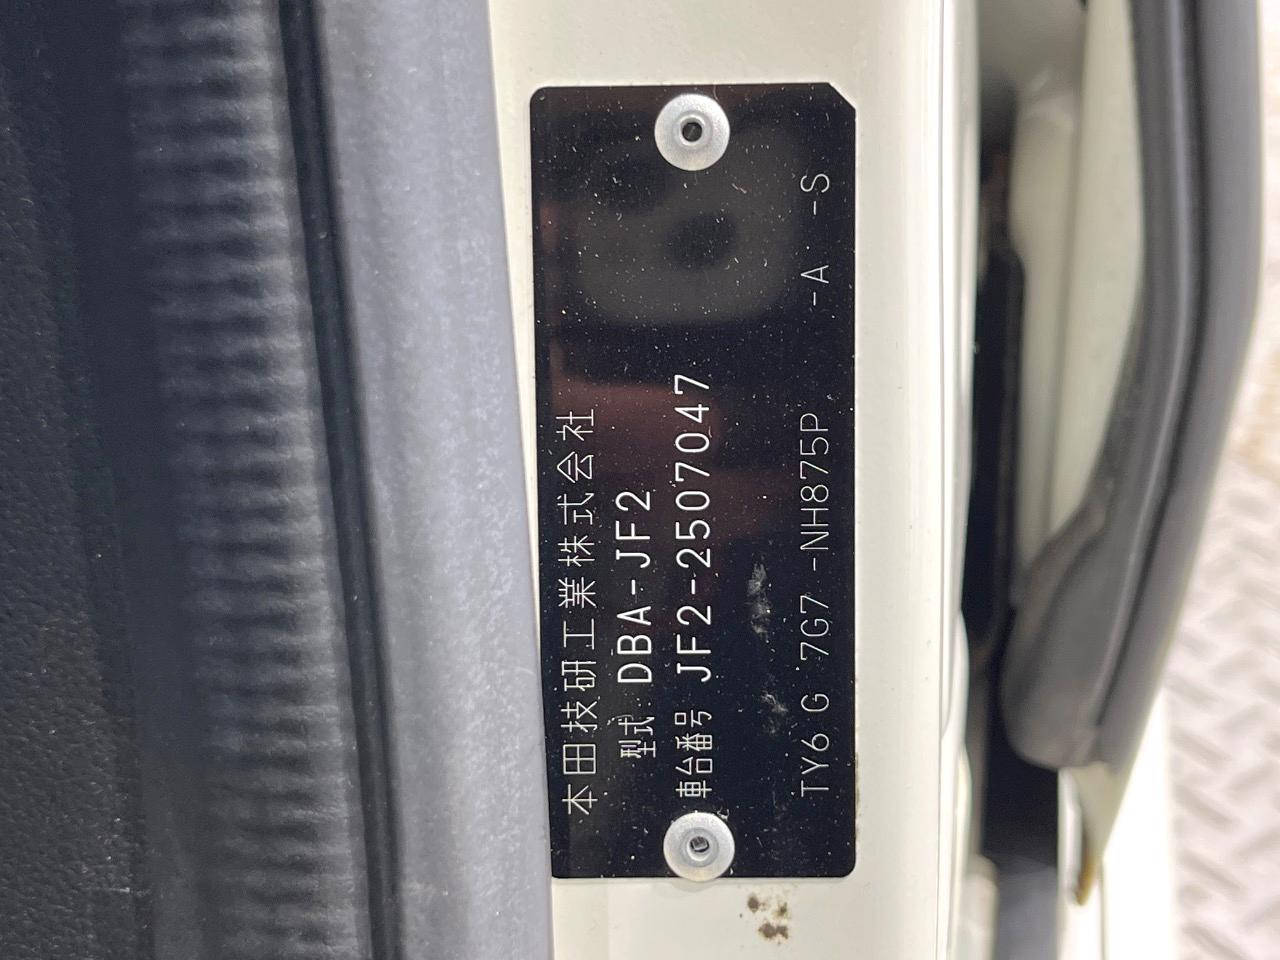 本田技研工業株式会社
型式 DBA-JF2
車台番号 JF2-2507047
TY6 G 7G7 -NH875P -A -S